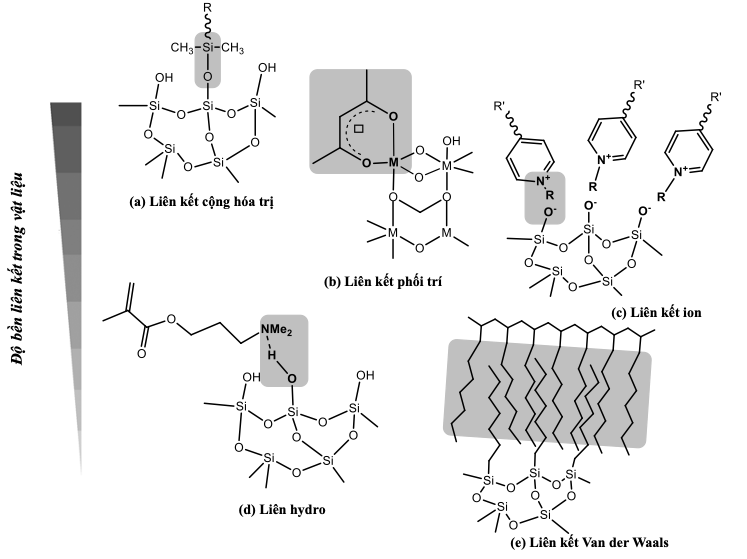 R
CH₃ Si CH₃
O
OH
OH
Si O Si O Si
O O O
Si O Si
(a) Liên kết cộng hóa trị
O
O M
O
O
M
OH
O O
M O M
(b) Liên kết phối trí
R'
R'
R'
N⁺
N⁺
N⁺
R
R
R
O⁻
O⁻
O⁻
Si O Si O Si
O O O
Si O Si
(c) Liên kết ion
Độ bền liên kết trong vật liệu
O
O
NMe₂
H
O
OH
OH
Si O Si O Si
O O O
Si O Si
(d) Liên hydro
Si O Si O Si
O O O
Si O Si
(e) Liên kết Van der Waals